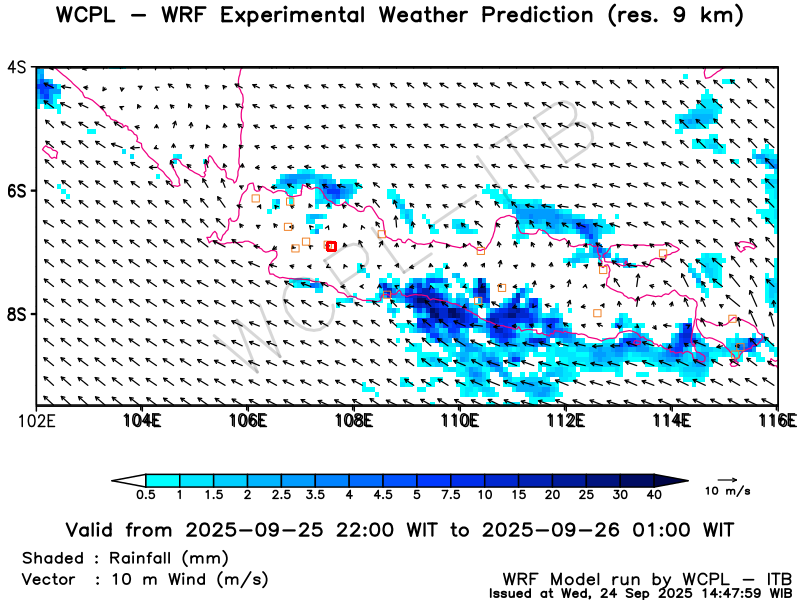 WCPL – WRF Experimental Weather Prediction (res. 9 km)
4S
6S
8S
WCPL-ITB
102E 104E 106E 108E 110E 112E 114E 116E
0.5 1 1.5 2 2.5 3.5 4 4.5 5 7.5 10 15 20 25 30 40
10 m/s
Valid from 2025-09-25 22:00 WIT to 2025-09-26 01:00 WIT
Shaded : Rainfall (mm)
Vector : 10 m Wind (m/s)
WRF Model run by WCPL – ITB
Issued at Wed, 24 Sep 2025 14:47:59 WIB